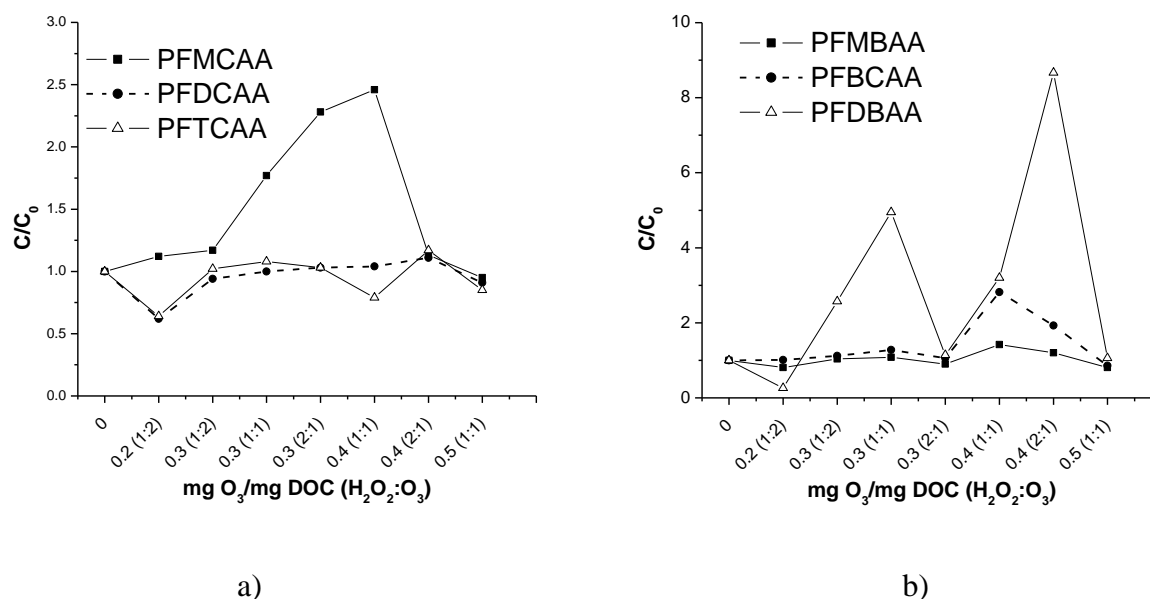 3.0
2.5
2.0
1.5
1.0
0.5
0.0
C/C₀
PFMCAA
PFDCAA
PFTCAA
0
0.2 (1:2)
0.3 (1:2)
0.3 (1:1)
0.3 (2:1)
0.4 (1:1)
0.4 (2:1)
0.5 (1:1)
mg O₃/mg DOC (H₂O₂:O₃)
a)
10
8
6
4
2
0
C/C₀
PFMBAA
PFBCAA
PFDBAA
0
0.2 (1:2)
0.3 (1:2)
0.3 (1:1)
0.3 (2:1)
0.4 (1:1)
0.4 (2:1)
0.5 (1:1)
mg O₃/mg DOC (H₂O₂:O₃)
b)